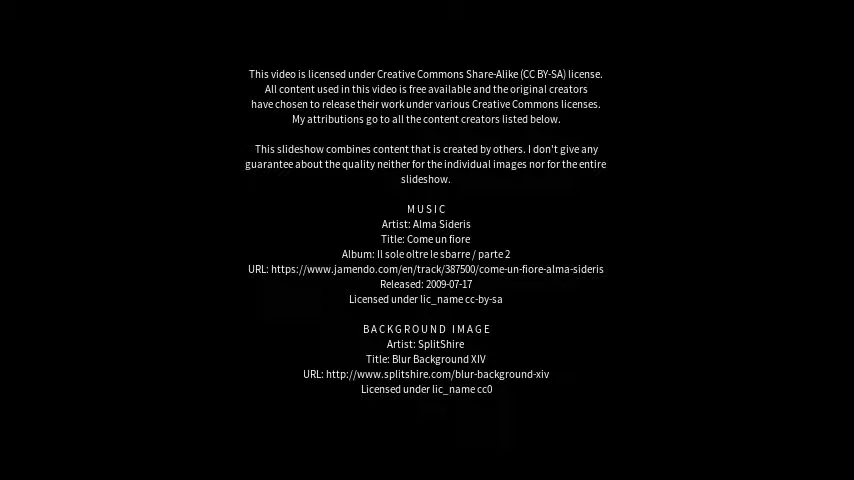 This video is licensed under Creative Commons Share-Alike (CC BY-SA) license.
All content used in this video is free available and the original creators
have chosen to release their work under various Creative Commons licenses.
My attributions go to all the content creators listed below.
This slideshow combines content that is created by others. I don't give any
guarantee about the quality neither for the individual images nor for the entire
slideshow.
MUSIC
Artist: Alma Sideris
Title: Come un fiore
Album: Il sole oltre le sbarre / parte 2
URL: https://www.jamendo.com/en/track/387500/come-un-fiore-alma-sideris
Released: 2009-07-17
Licensed under lic_name cc-by-sa
BACKGROUND IMAGE
Artist: SplitShire
Title: Blur Background XIV
URL: http://www.splitshire.com/blur-background-xiv
Licensed under lic_name cc0